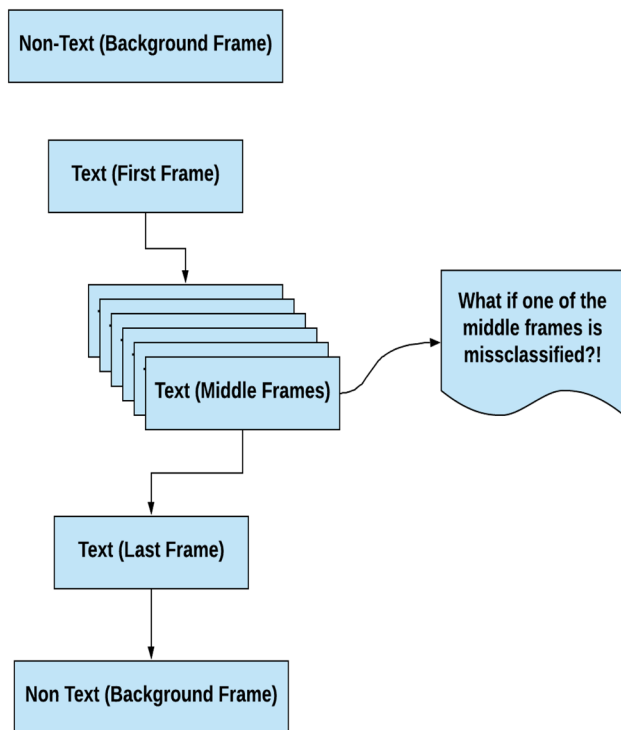 Non-Text (Background Frame)
Text (First Frame)
What if one of the
middle frames is
missclassified?!
Text (Middle Frames)
Text (Last Frame)
Non Text (Background Frame)